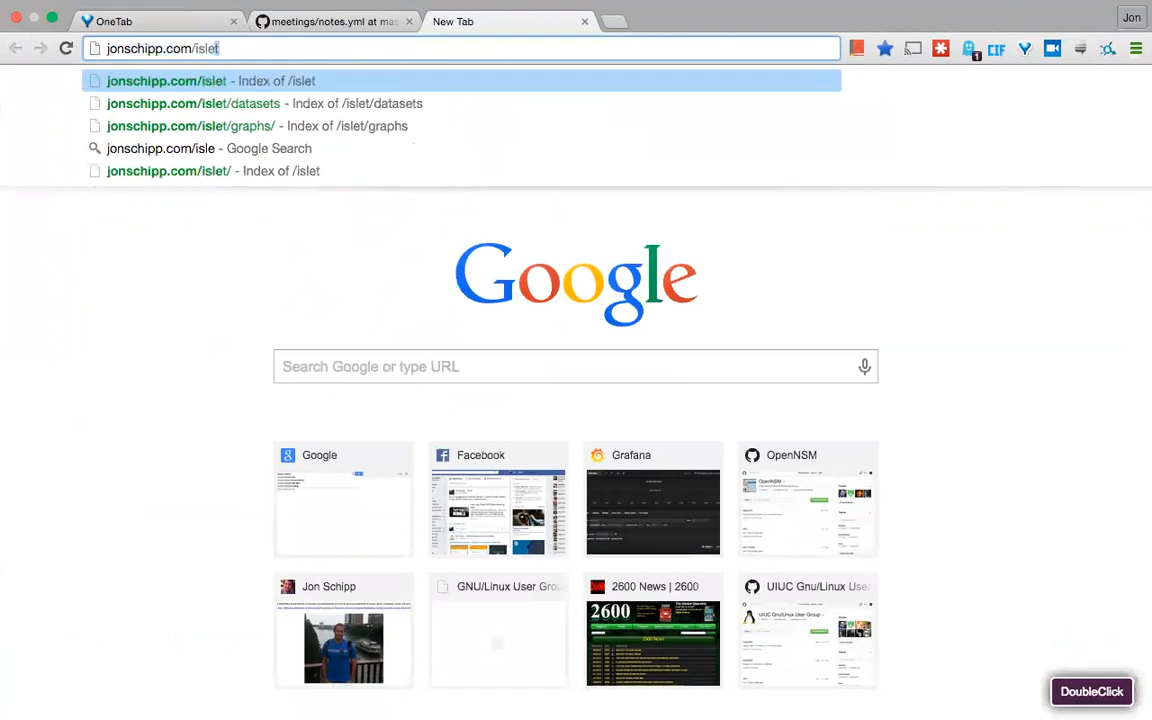 OneTab
meetings/notes.yml at mas
New Tab
Jon
jonschipp.com/islet
CIF
1
jonschipp.com/islet - Index of /islet
jonschipp.com/islet/datasets - Index of /islet/datasets
jonschipp.com/islet/graphs/ - Index of /islet/graphs
jonschipp.com/isle - Google Search
jonschipp.com/islet/ - Index of /islet
Google
Search Google or type URL
Google
Facebook
Grafana
OpenNSM
Jon Schipp
GNU/Linux User Grou
2600 News | 2600
UIUC Gnu/Linux Use
2600
DoubleClick